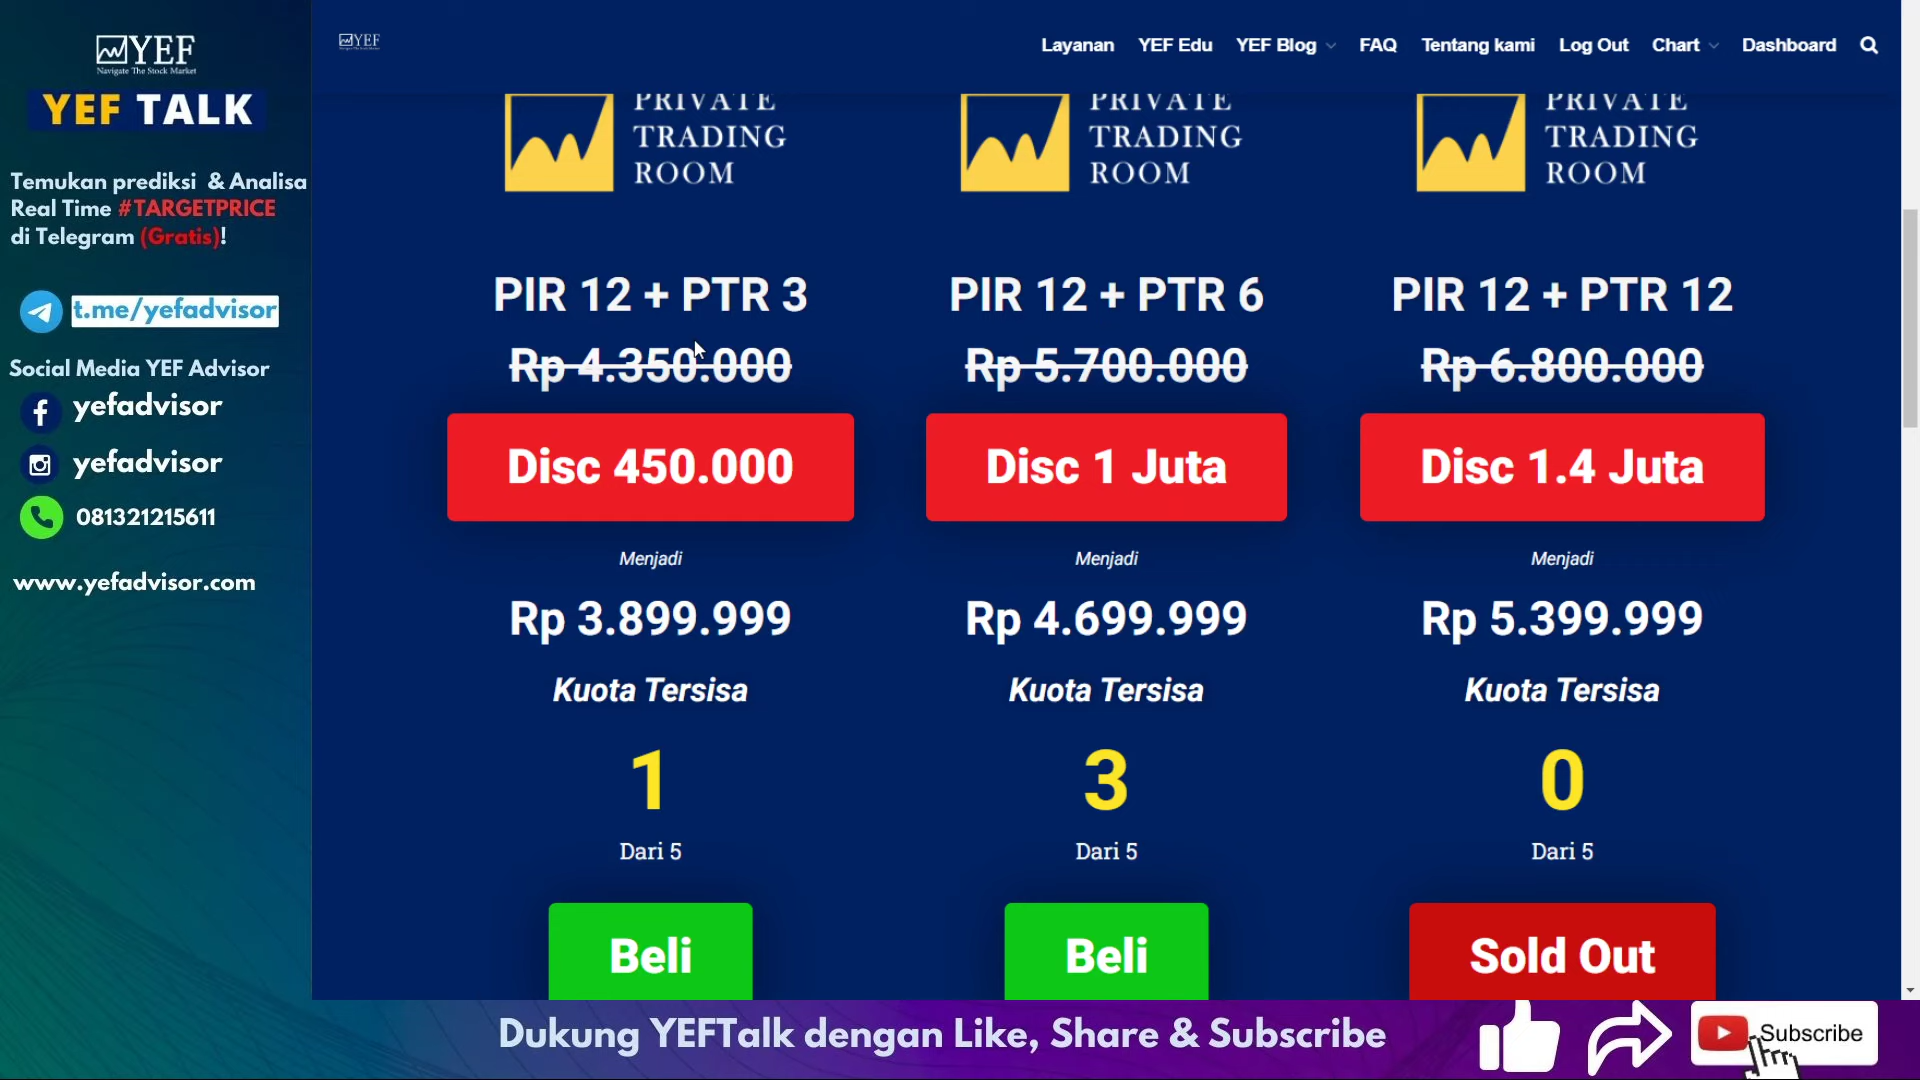 YEF
Navigate The Stock Market
YEF TALK
Temukan prediksi & Analisa
Real Time #TARGETPRICE
di Telegram (Gratis)!
t.me/yefadvisor
Social Media YEF Advisor
yefadvisor
yefadvisor
081321215611
www.yefadvisor.com
YEF
Layanan YEF Edu YEF Blog FAQ Tentang kami Log Out Chart Dashboard
PRIVATE
TRADING
ROOM
PIR 12 + PTR 3
Rp 4.350.000
Disc 450.000
Menjadi
Rp 3.899.999
Kuota Tersisa
1
Dari 5
Beli
PRIVATE
TRADING
ROOM
PIR 12 + PTR 6
Rp 5.700.000
Disc 1 Juta
Menjadi
Rp 4.699.999
Kuota Tersisa
3
Dari 5
Beli
PRIVATE
TRADING
ROOM
PIR 12 + PTR 12
Rp 6.800.000
Disc 1.4 Juta
Menjadi
Rp 5.399.999
Kuota Tersisa
0
Dari 5
Sold Out
Dukung YEFTalk dengan Like, Share & Subscribe
Subscribe